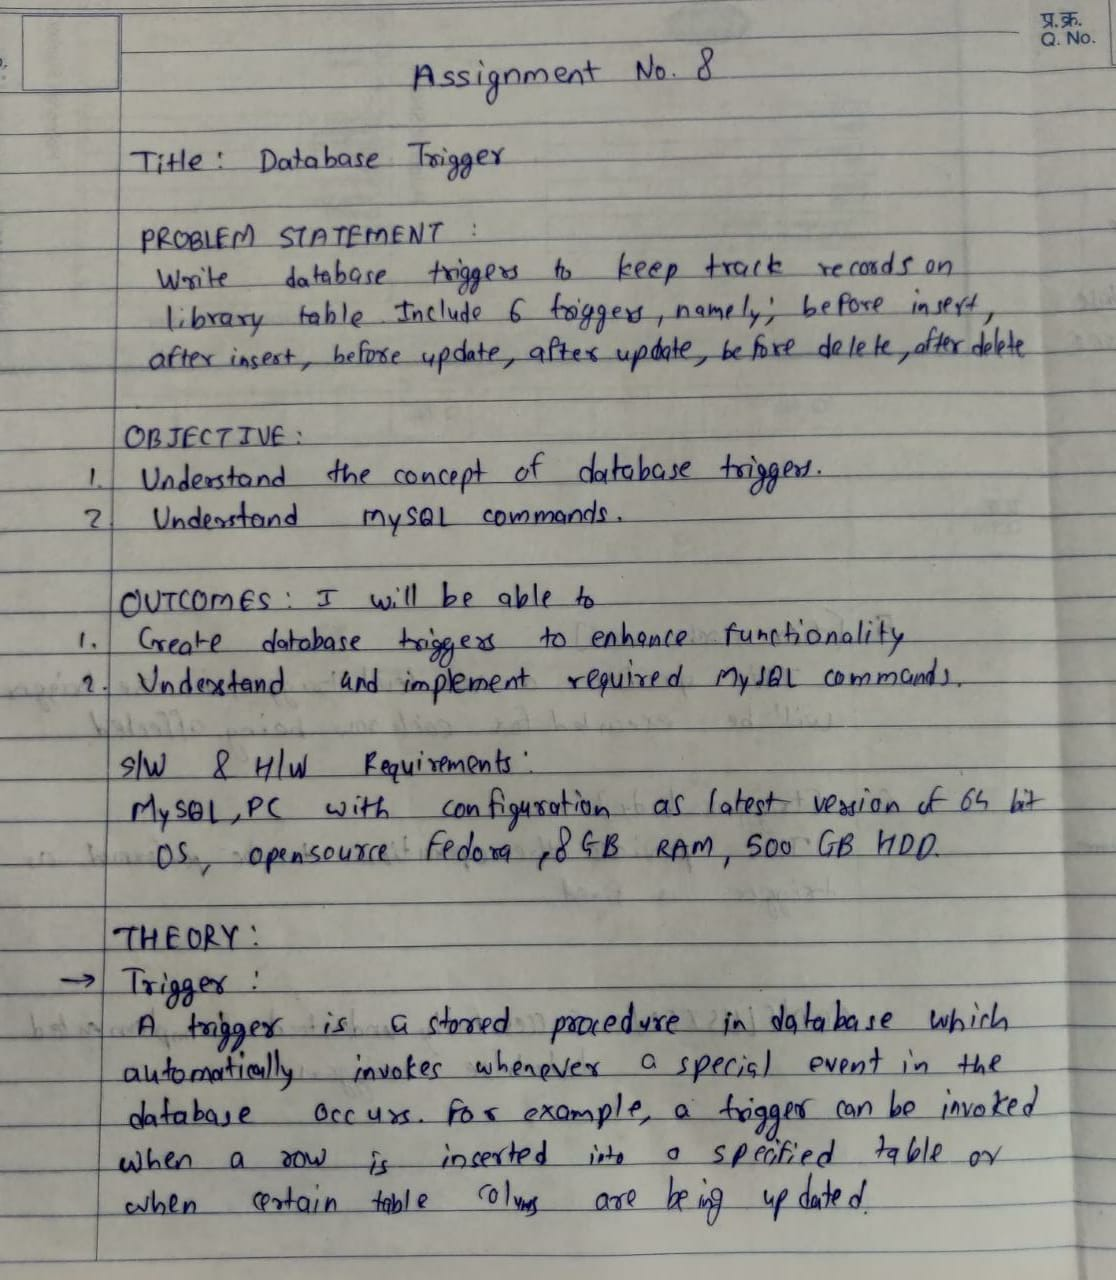 प्र.क्र.
Q. No.
Assignment No. 8
Title : Database Trigger
PROBLEM STATEMENT :
Write database triggers to keep track records on
library table Include 6 triggers, namely; before insert,
after insert, before update, after update, before delete, after delete
OBJECTIVE :
1. Understand the concept of database triggers.
2 Understand MySQL commands.
OUTCOMES : I will be able to
1. Create database triggers to enhance functionality
2. Understand and implement required MySQL commands.
S/W & H/W Requirements :
MySQL, PC with configuration as latest version of 64 bit
OS, opensource Fedora, 8 GB RAM, 500 GB HDD.
THEORY :
→ Trigger :
A trigger is a stored procedure in database which
automatically invokes whenever a special event in the
database occurs. For example, a trigger can be invoked
when a row is inserted into a specified table or
when certain table colums are being updated.